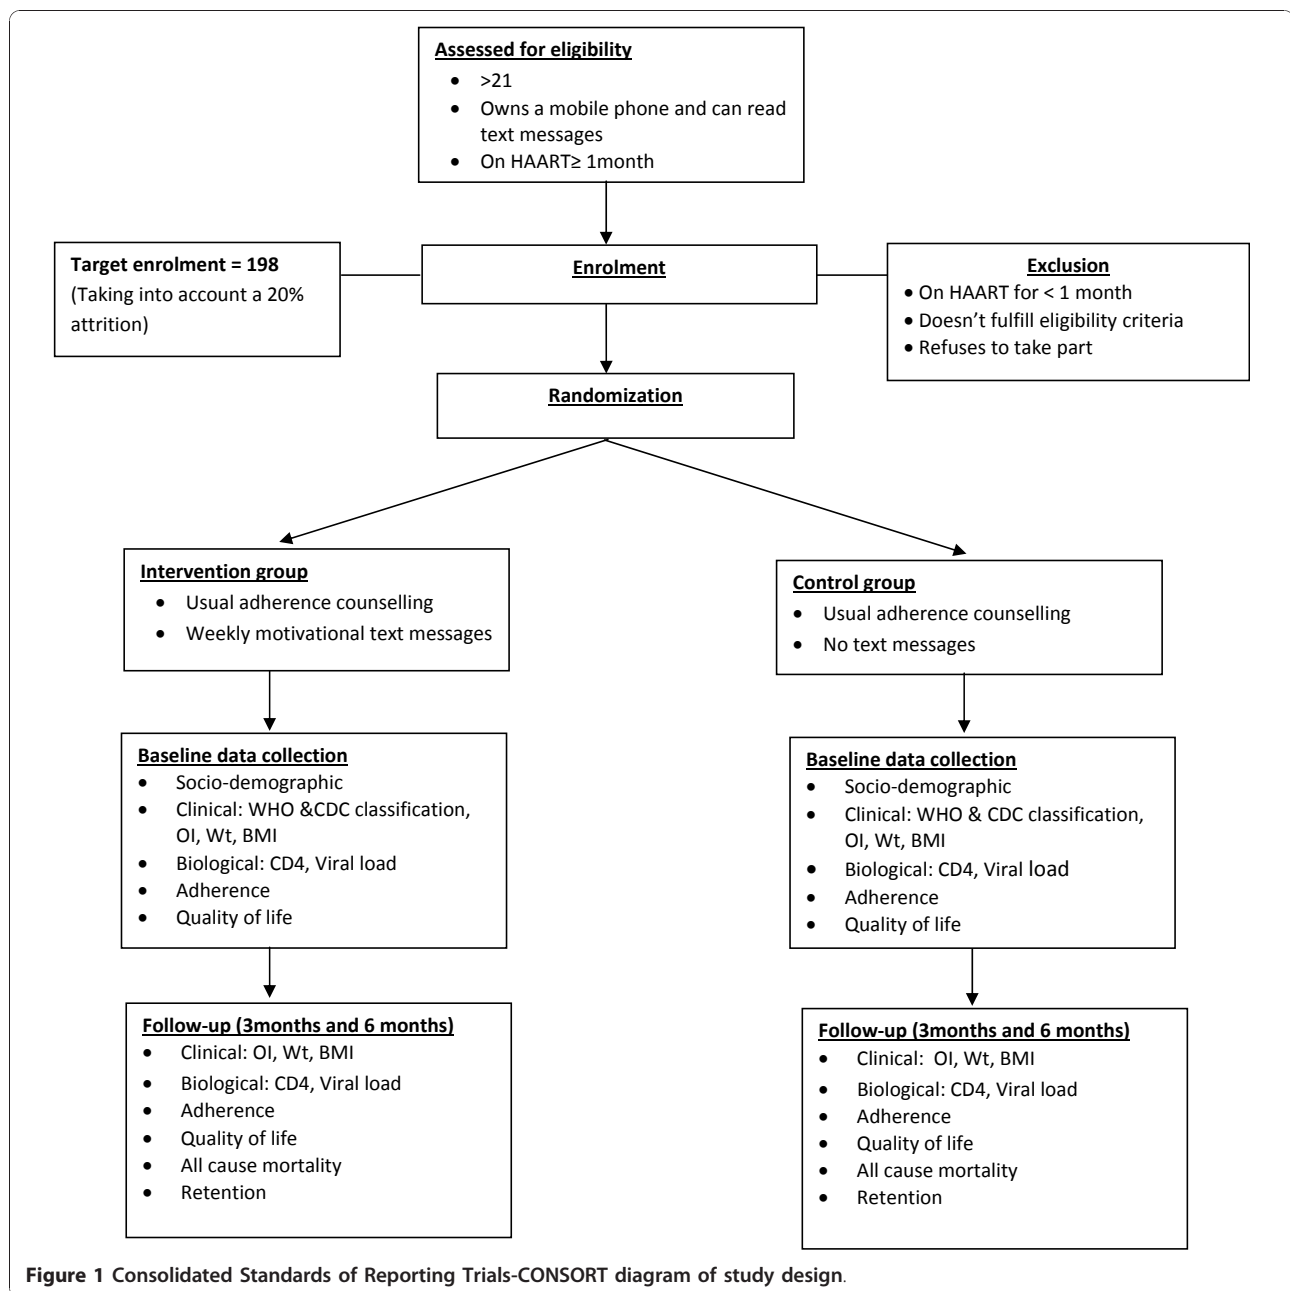 Assessed for eligibility
• >21
• Owns a mobile phone and can read
text messages
• On HAART≥ 1month
Target enrolment = 198
(Taking into account a 20%
attrition)
Enrolment
Exclusion
• On HAART for < 1 month
• Doesn't fulfill eligibility criteria
• Refuses to take part
Randomization
Intervention group
• Usual adherence counselling
• Weekly motivational text messages
Control group
• Usual adherence counselling
• No text messages
Baseline data collection
• Socio-demographic
• Clinical: WHO &CDC classification,
OI, Wt, BMI
• Biological: CD4, Viral load
• Adherence
• Quality of life
Baseline data collection
• Socio-demographic
• Clinical: WHO & CDC classification,
OI, Wt, BMI
• Biological: CD4, Viral load
• Adherence
• Quality of life
Follow-up (3months and 6 months)
• Clinical: OI, Wt, BMI
• Biological: CD4, Viral load
• Adherence
• Quality of life
• All cause mortality
• Retention
Follow-up (3months and 6 months)
• Clinical: OI, Wt, BMI
• Biological: CD4, Viral load
• Adherence
• Quality of life
• All cause mortality
• Retention
Figure 1 Consolidated Standards of Reporting Trials-CONSORT diagram of study design.